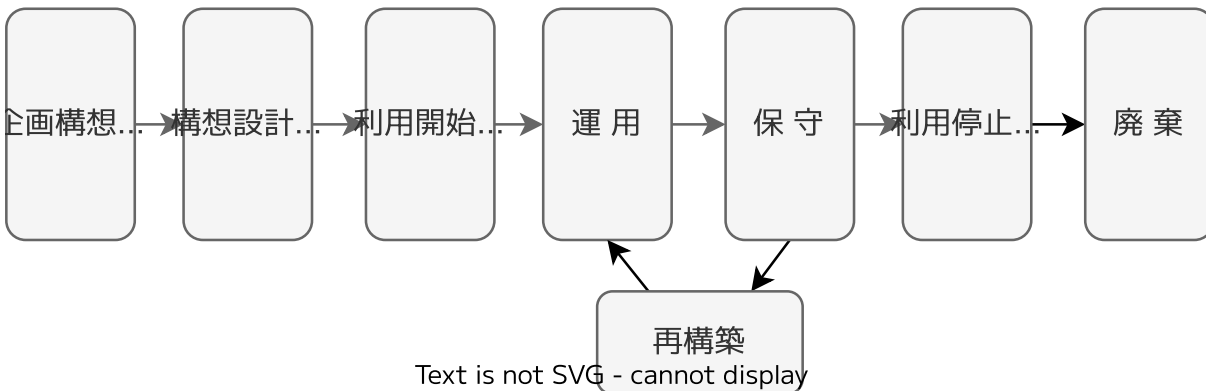 企画構想...
構想設計...
利用開始...
運 用
保 守
利用停止...
廃 棄
再構築
Text is not SVG - cannot display